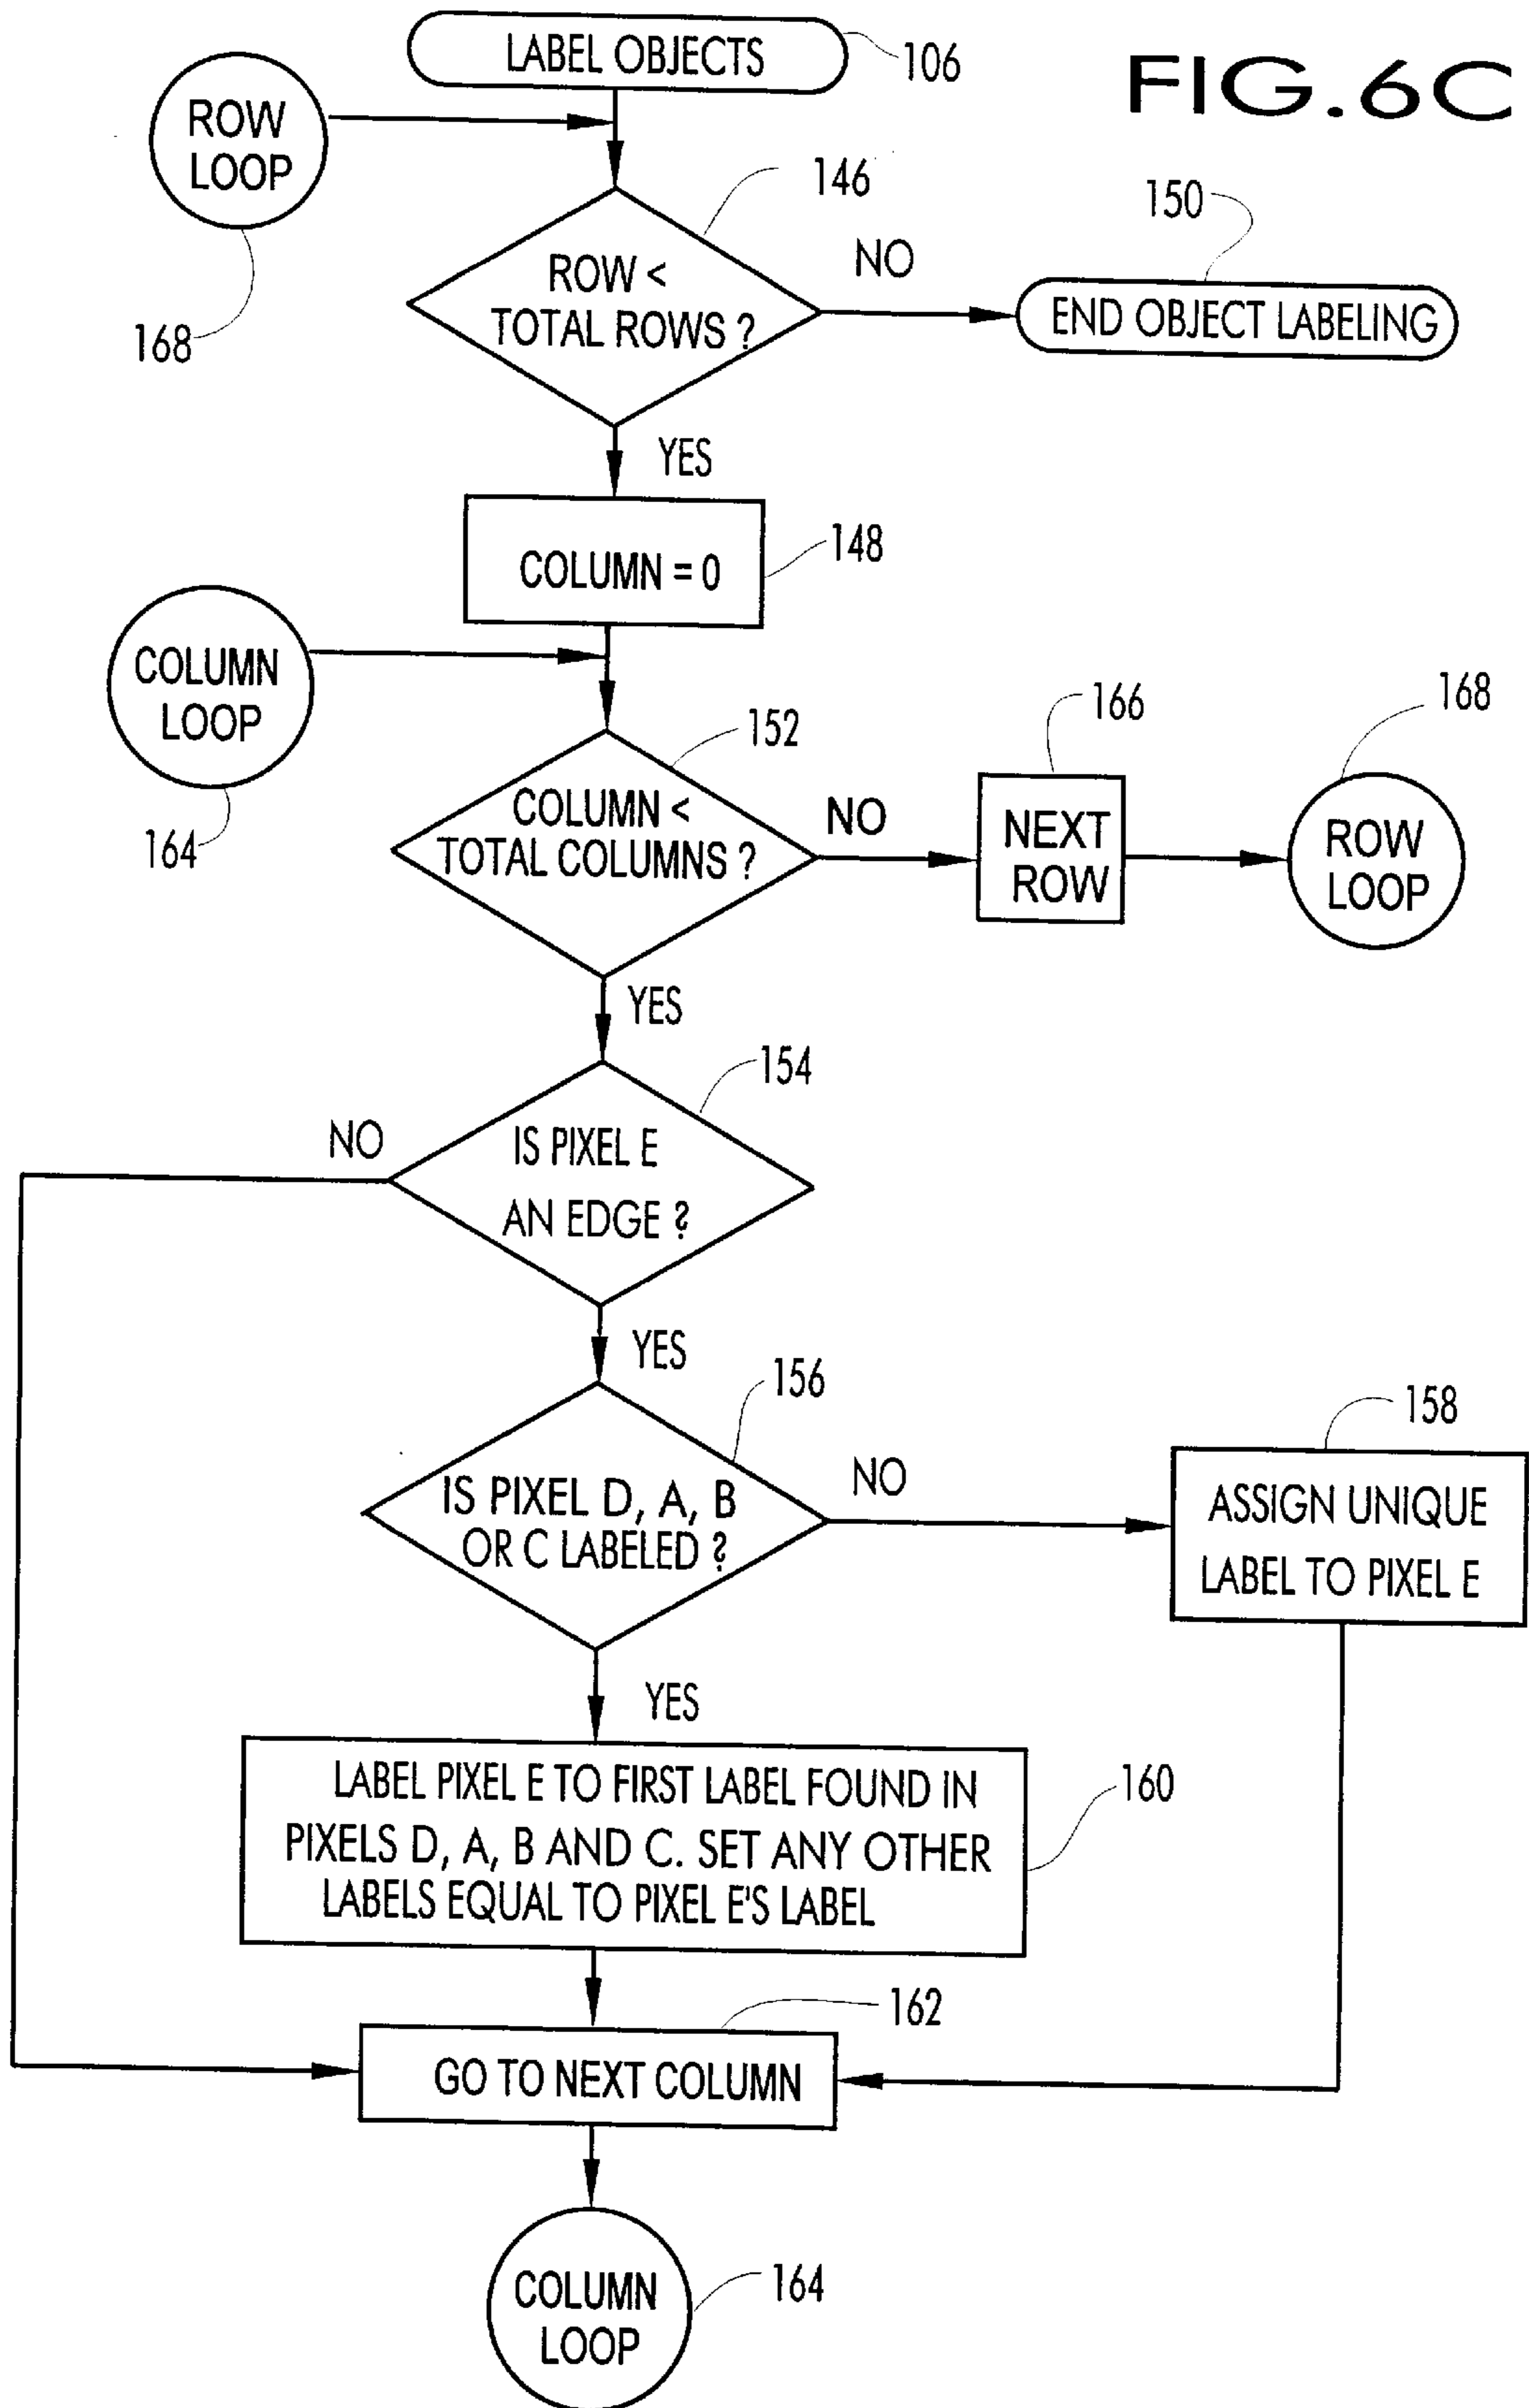 LABEL OBJECTS
106
FIG.6C
ROW
LOOP
168
146
ROW <
TOTAL ROWS ?
NO
150
END OBJECT LABELING
YES
COLUMN = 0
148
COLUMN
LOOP
164
152
COLUMN <
TOTAL COLUMNS ?
NO
166
NEXT
ROW
168
ROW
LOOP
YES
154
IS PIXEL E
AN EDGE ?
NO
YES
156
IS PIXEL D, A, B
OR C LABELED ?
NO
158
ASSIGN UNIQUE
LABEL TO PIXEL E
YES
LABEL PIXEL E TO FIRST LABEL FOUND IN
PIXELS D, A, B AND C. SET ANY OTHER
LABELS EQUAL TO PIXEL E'S LABEL
160
162
GO TO NEXT COLUMN
COLUMN
LOOP
164